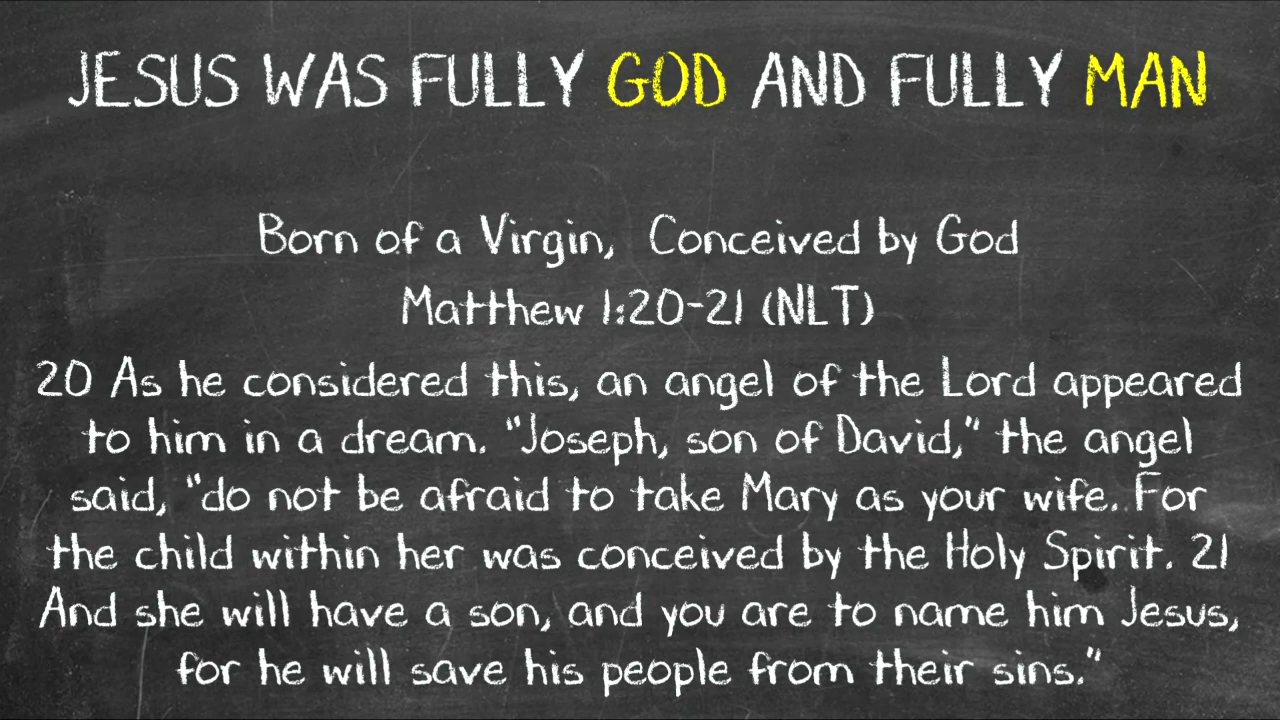 JESUS WAS FULLY GOD AND FULLY MAN
Born of a Virgin, Conceived by God
Matthew 1:20-21 (NLT)
20 As he considered this, an angel of the Lord appeared
to him in a dream. "Joseph, son of David," the angel
said, "do not be afraid to take Mary as your wife. For
the child within her was conceived by the Holy Spirit. 21
And she will have a son, and you are to name him Jesus,
for he will save his people from their sins."